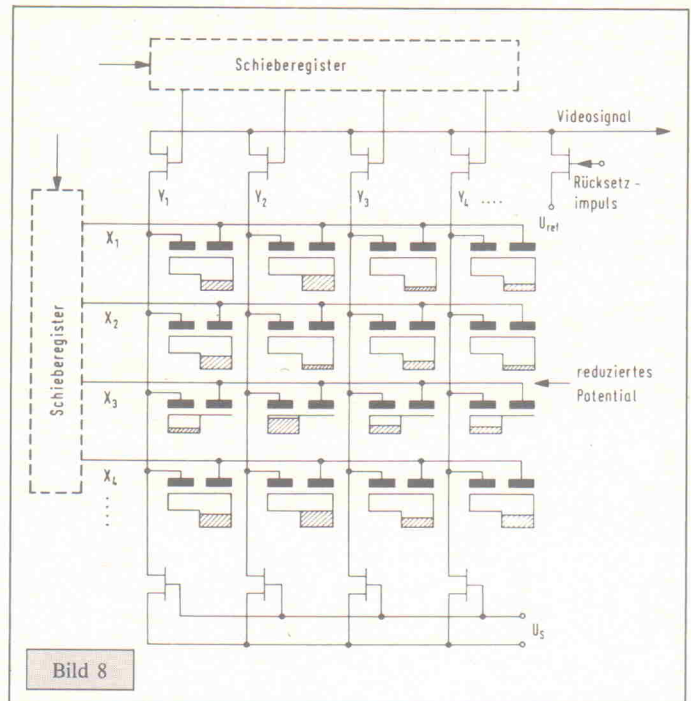 Schieberegister
Videosignal
Rücksetz-
impuls
Y1
Y2
Y3
Y4 ....
Uref
X1
X2
X3
X4
Schieberegister
reduziertes
Potential
US
Bild 8